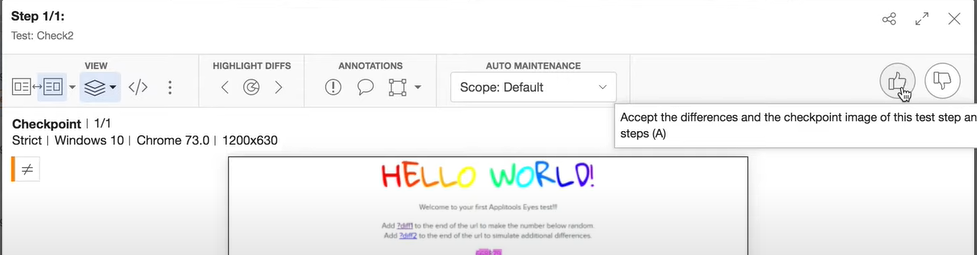 Step 1/1:
Test: Check2
VIEW
HIGHLIGHT DIFFS
ANNOTATIONS
AUTO MAINTENANCE
Scope: Default
Accept the differences and the checkpoint image of this test step an
steps (A)
Checkpoint | 1/1
Strict | Windows 10 | Chrome 73.0 | 1200x630
≠
HELLO WORLD!
Welcome to your first Applitools Eyes test!!!
Add ?diff1 to the end of the url to make the number below random
Add ?diff2 to the end of the url to simulate additional differences.